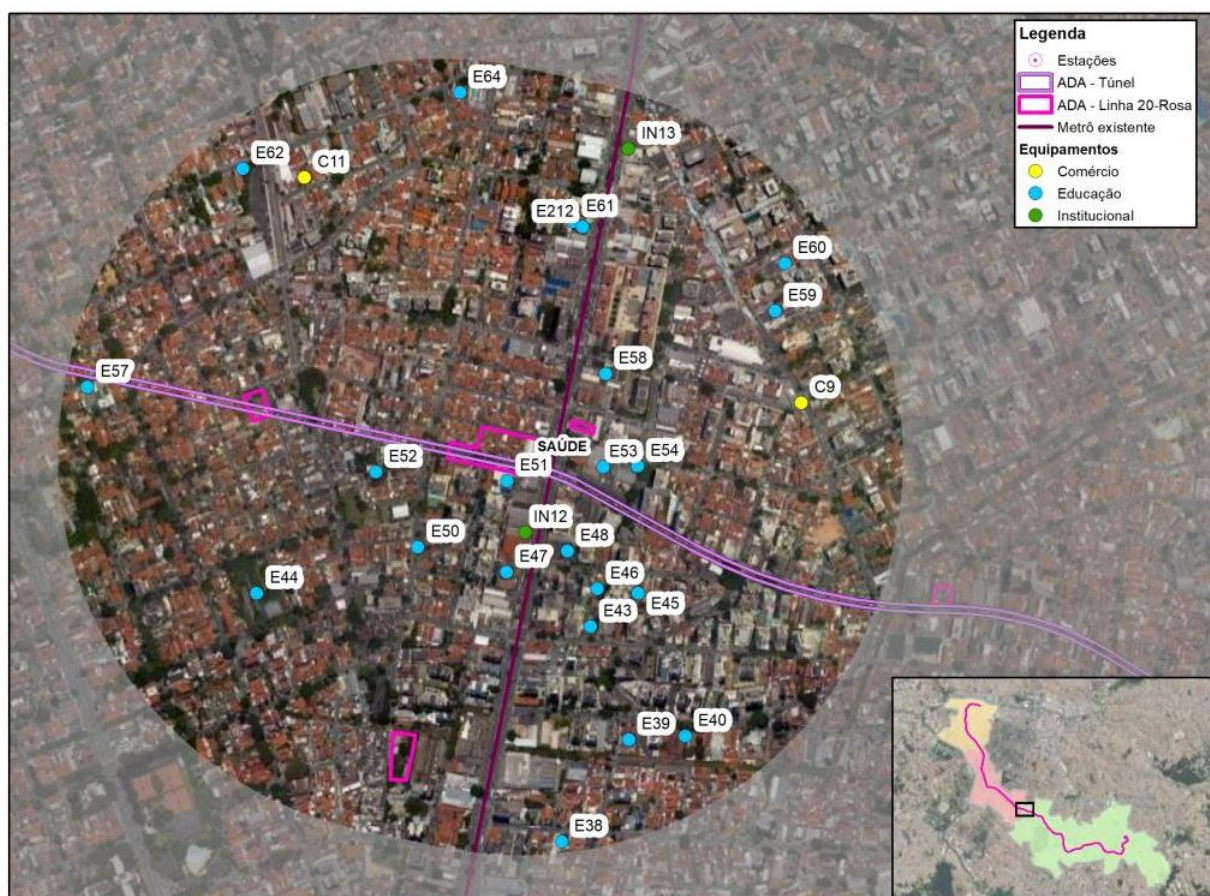 Legenda
Estações
ADA - Túnel
ADA - Linha 20-Rosa
Metrô existente
Equipamentos
Comércio
Educação
Institucional
E64
IN13
E62
C11
E212
E61
E60
E59
E58
E57
C9
SAÚDE
E53
E54
E52
E51
IN12
E50
E48
E47
E44
E46
E45
E43
E39
E40
E38